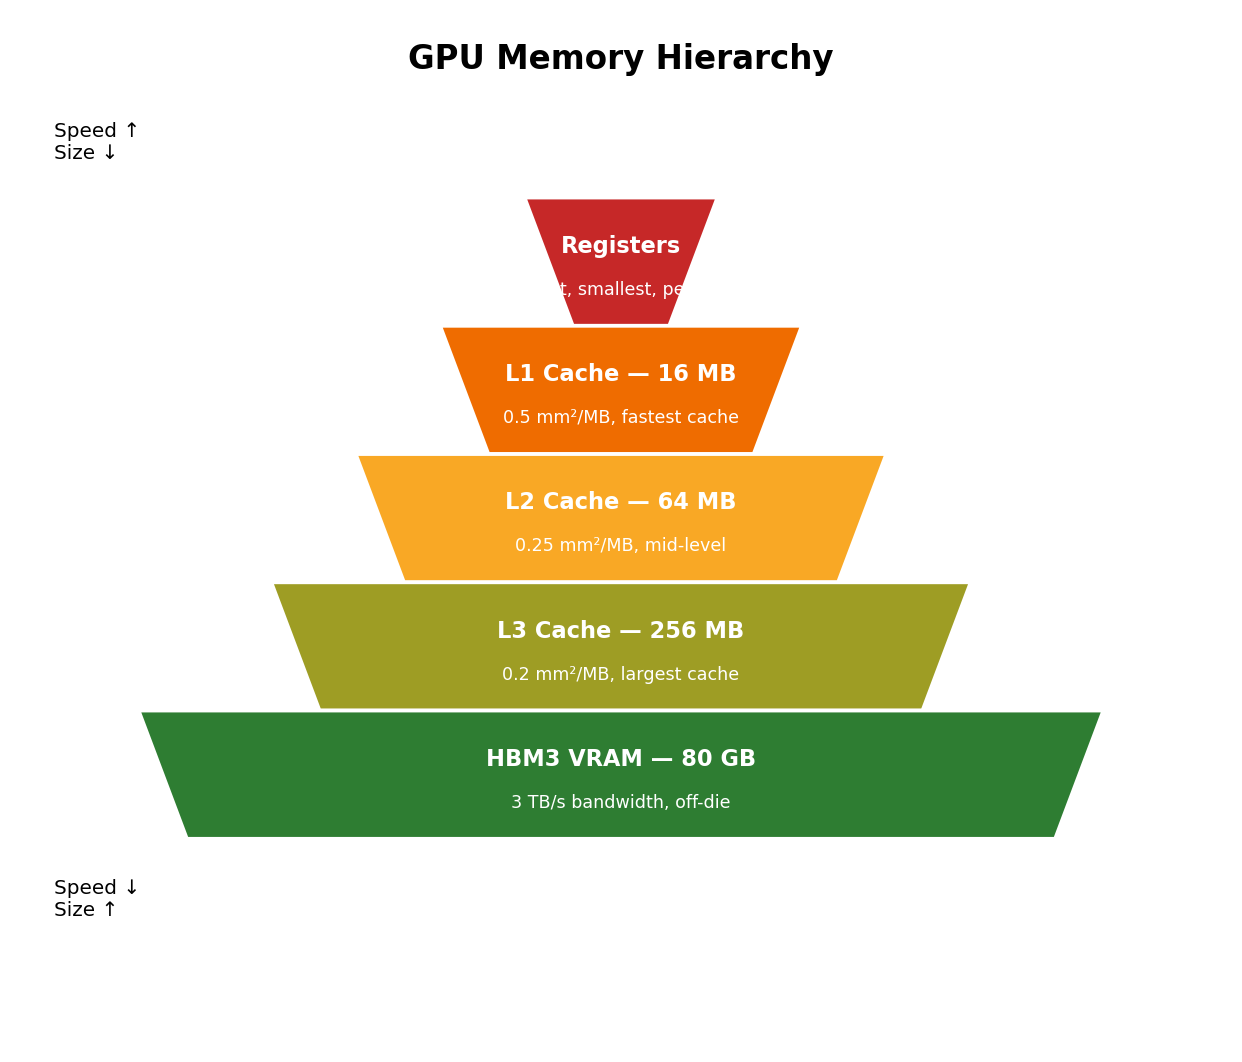 GPU Memory Hierarchy
Speed ↑
Size ↓
Registers
smallest,
L1 Cache — 16 MB
0.5 mm²/MB, fastest cache
L2 Cache — 64 MB
0.25 mm²/MB, mid-level
L3 Cache — 256 MB
0.2 mm²/MB, largest cache
HBM3 VRAM — 80 GB
3 TB/s bandwidth, off-die
Speed ↓
Size ↑